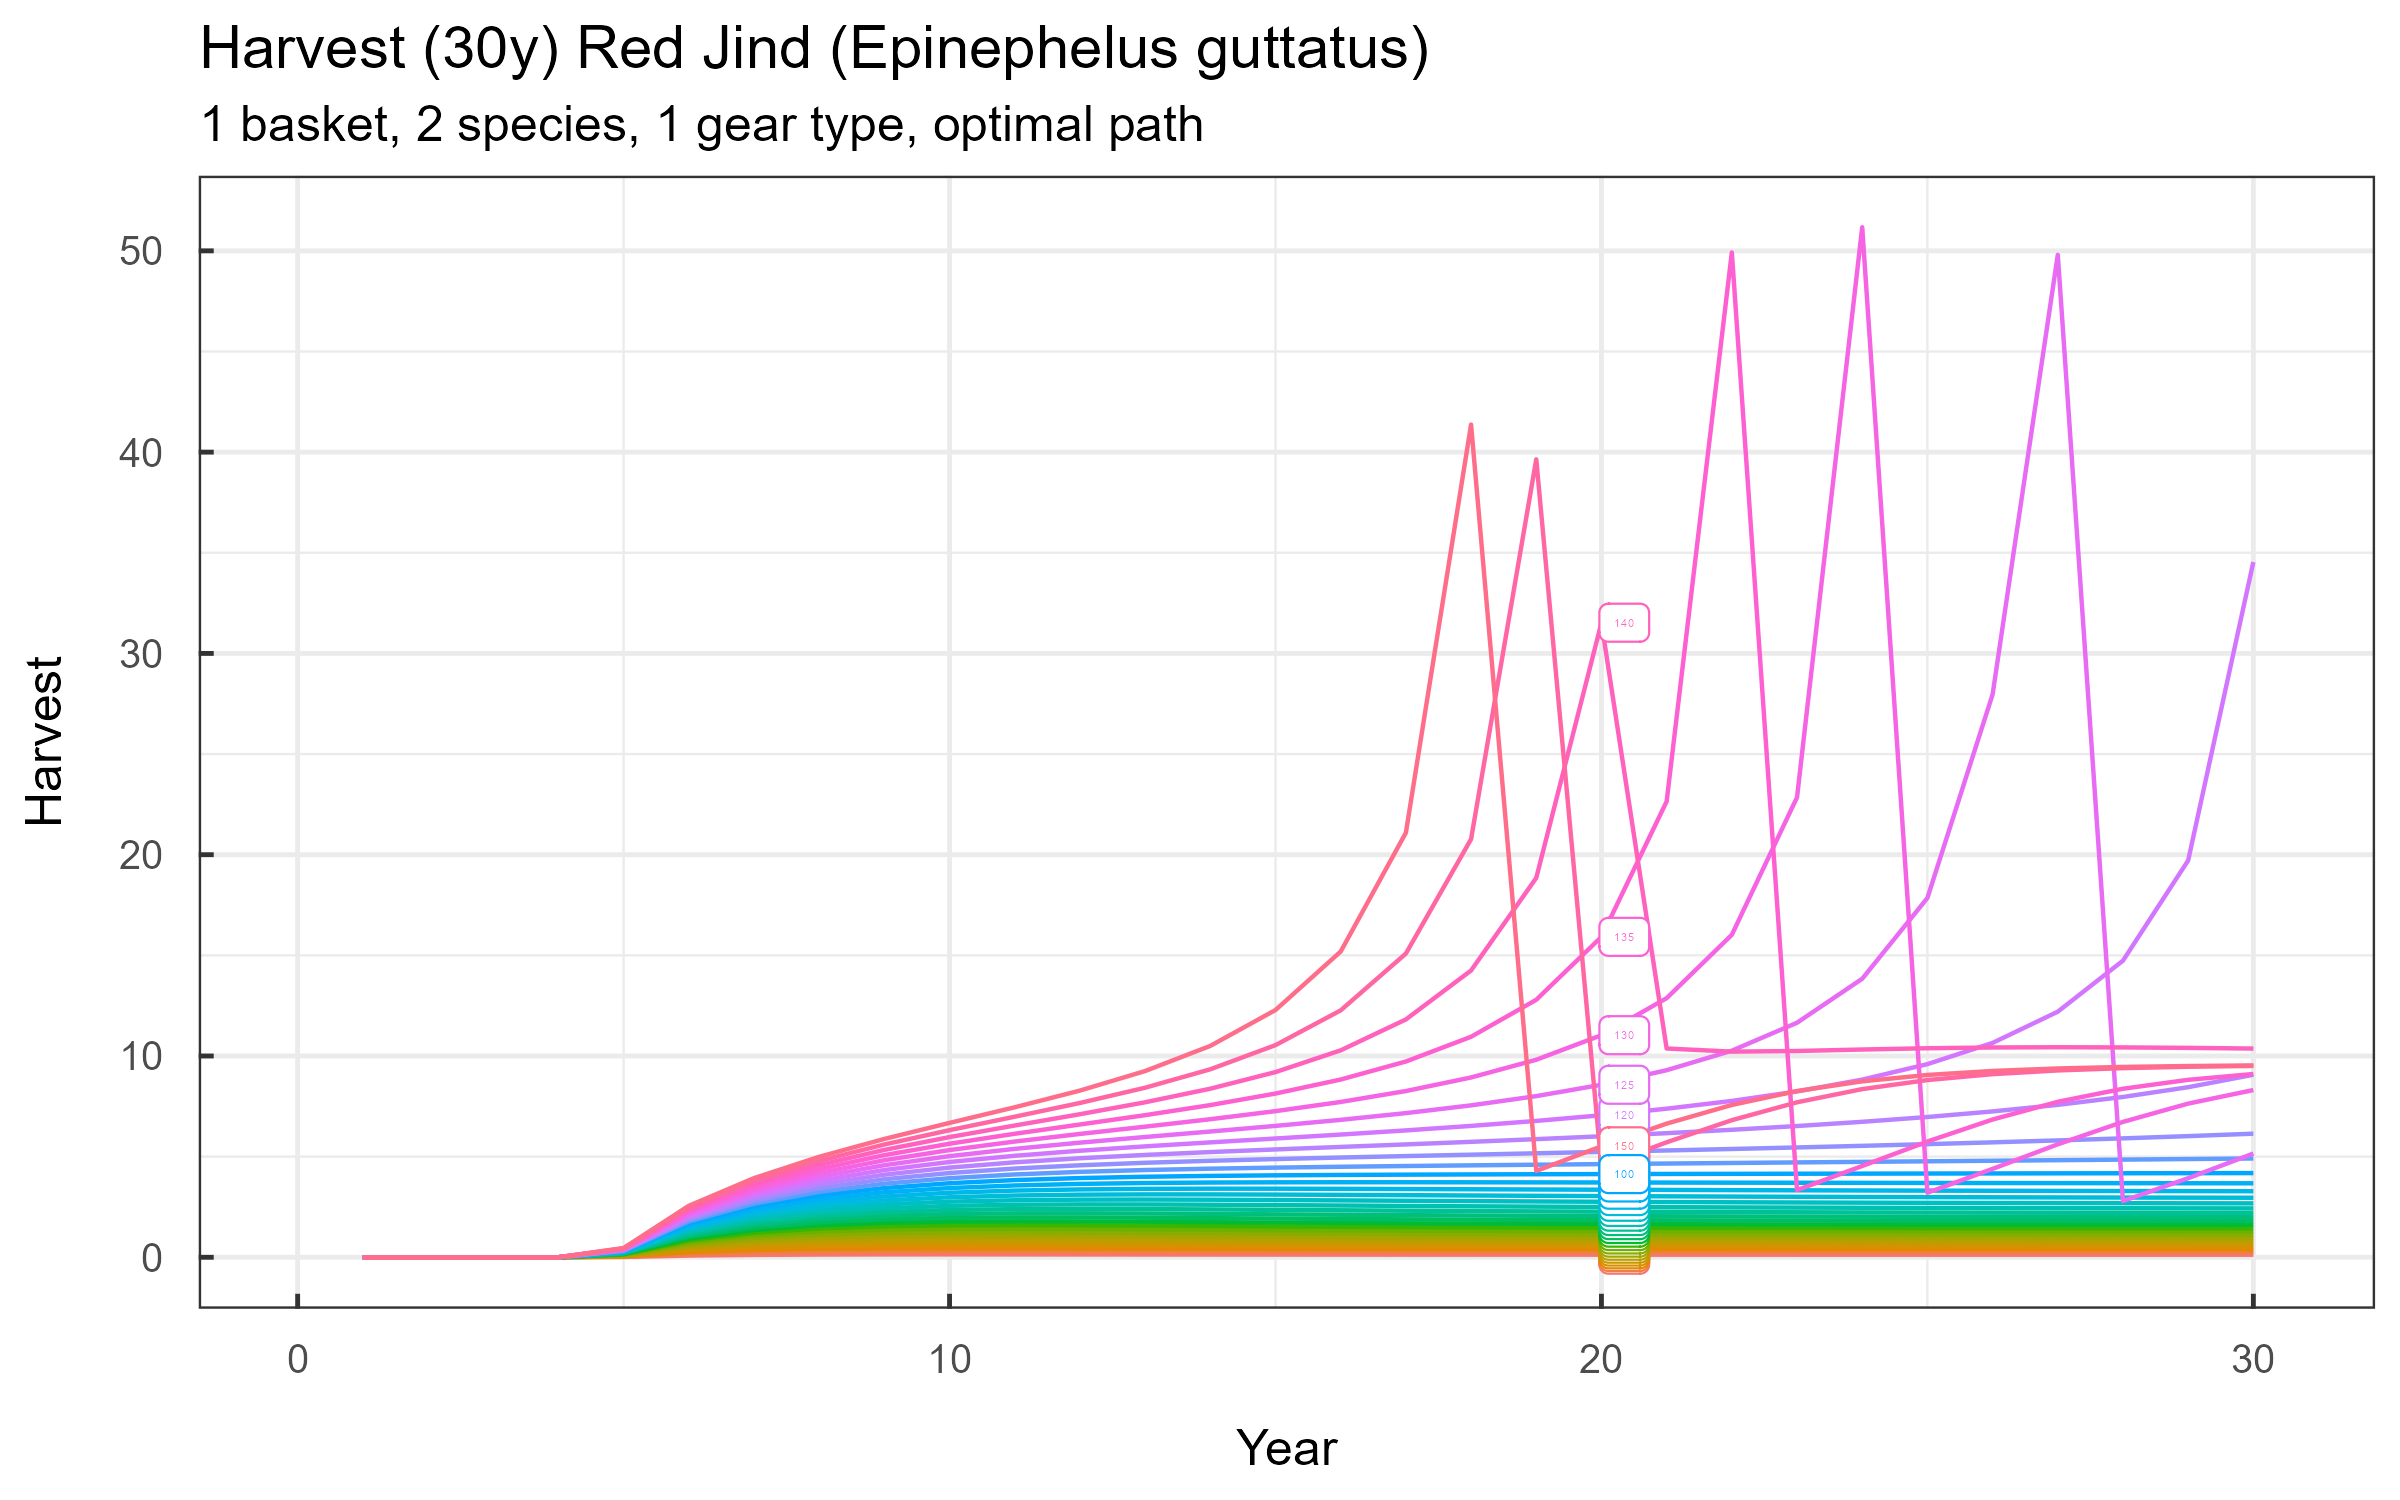 Harvest (30y) Red Jind (Epinephelus guttatus)
1 basket, 2 species, 1 gear type, optimal path
Harvest
50
40
30
20
10
0
140
135
130
125
120
150
100
0 10 20 30
Year